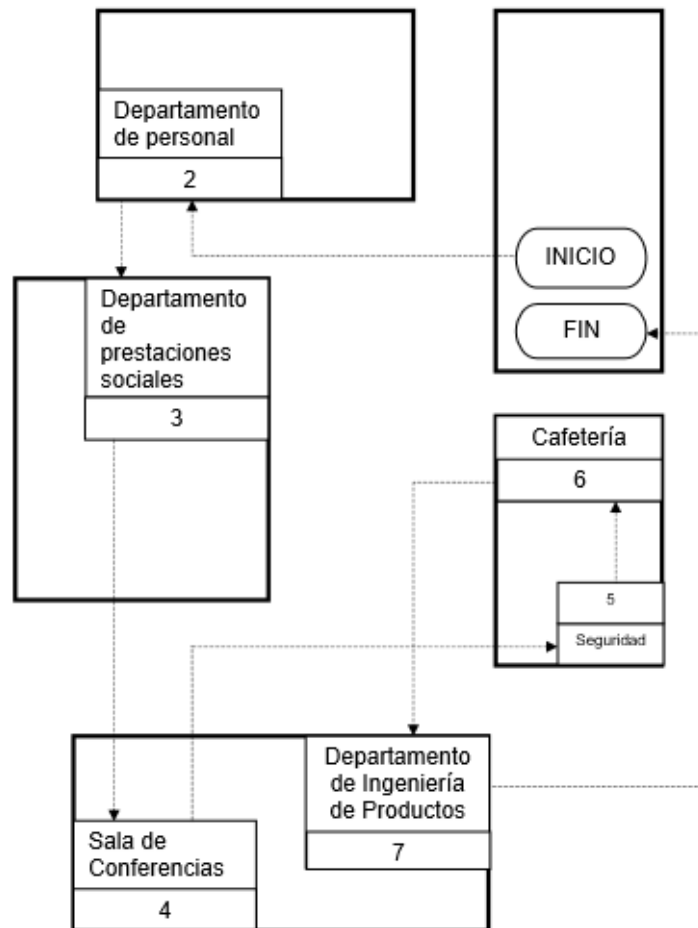 Departamento
de personal
2
INICIO
FIN
Departamento
de
prestaciones
sociales
3
Cafetería
6
5
Seguridad
Departamento
de Ingeniería
de Productos
7
Sala de
Conferencias
4